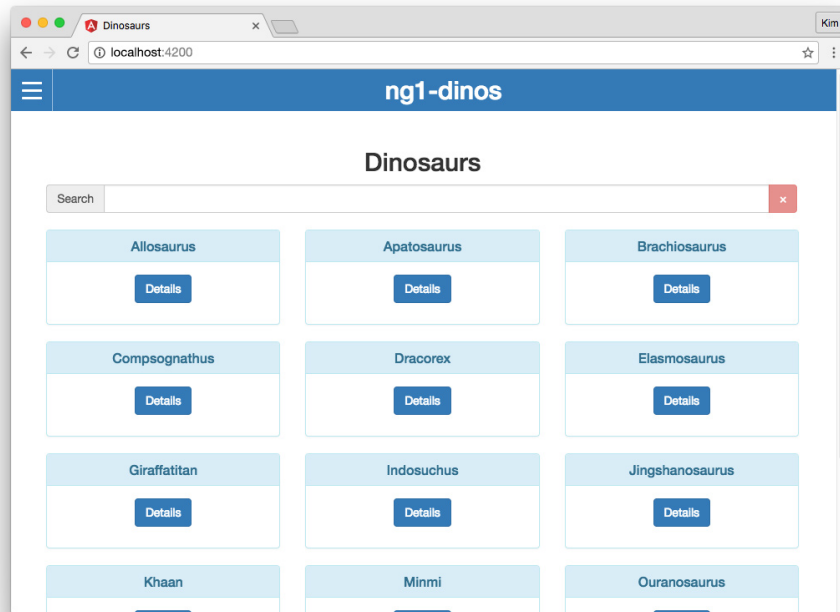 Dinosaurs
Kim
localhost:4200
ng1-dinos
Dinosaurs
Search ×
Allosaurus Apatosaurus Brachiosaurus
Details Details Details
Compsognathus Dracorex Elasmosaurus
Details Details Details
Giraffatitan Indosuchus Jingshanosaurus
Details Details Details
Khaan Minmi Ouranosaurus